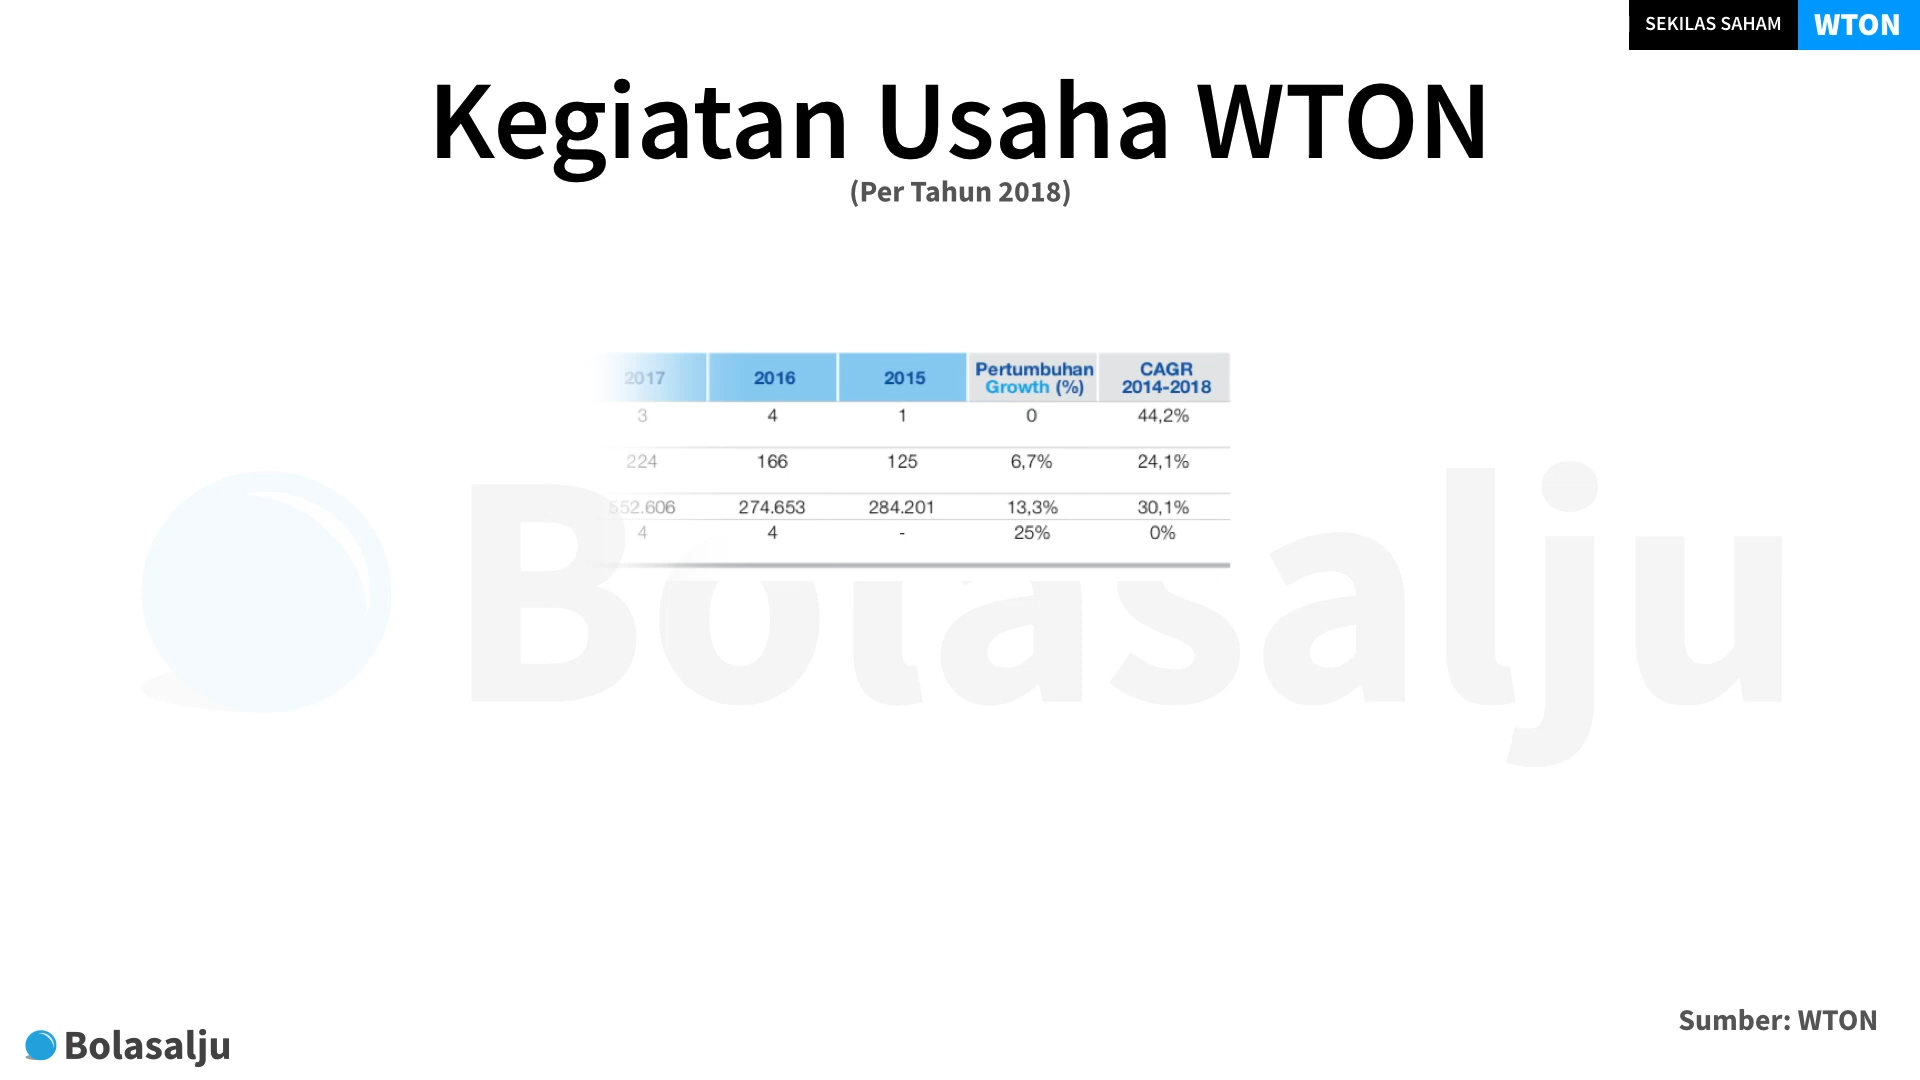 SEKILAS SAHAM WTON
Kegiatan Usaha WTON
(Per Tahun 2018)
2017 2016 2015 Pertumbuhan Growth (%) CAGR 2014-2018
3 4 1 0 44,2%
224 166 125 6,7% 24,1%
552.606 274.653 284.201 13,3% 30,1%
4 4 - 25% 0%
Bolasalju
Bolasalju
Sumber: WTON